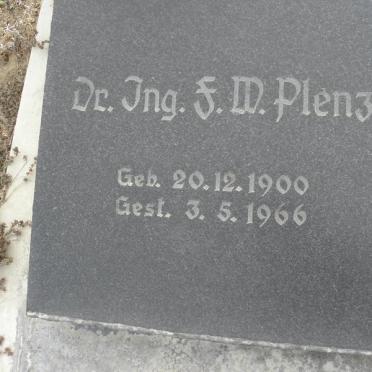 Dr. Ing. F. W. Plenz
Geb. 20.12.1900
Gest. 3. 5. 1966